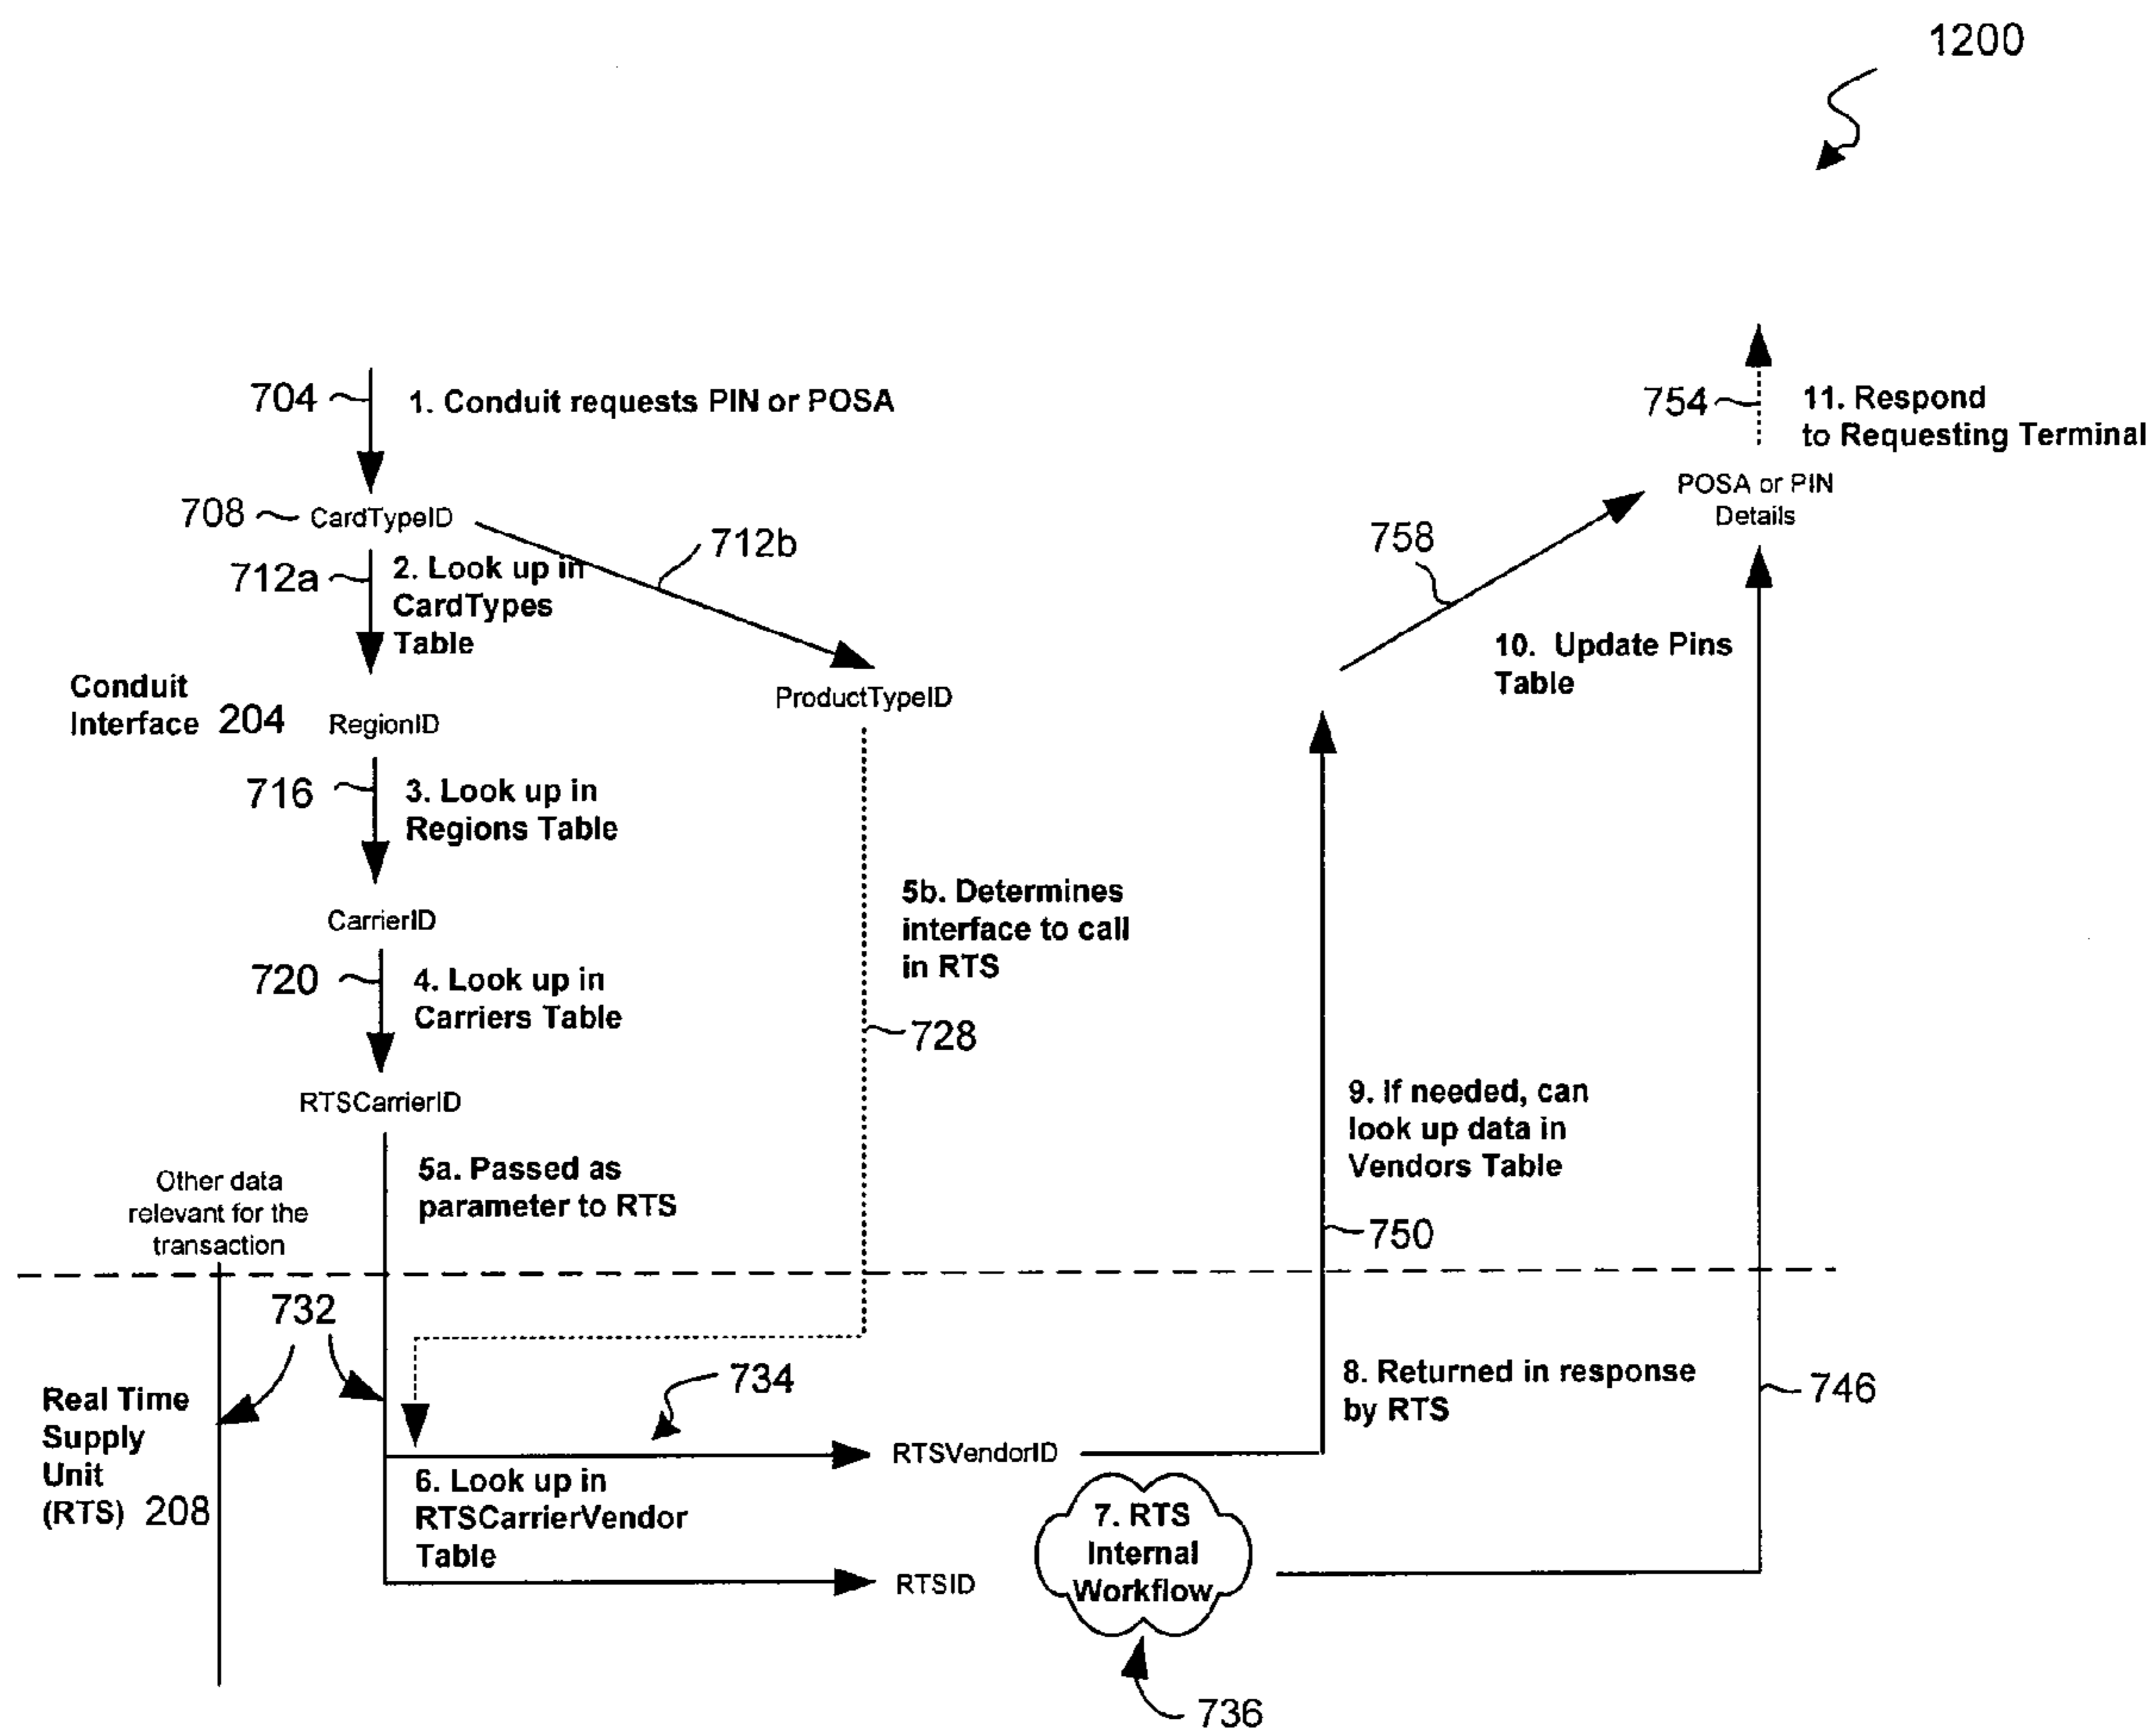 1200
704
1. Conduit requests PIN or POSA
754
11. Respond
to Requesting Terminal
708
CardTypeID
POSA or PIN
Details
712a
2. Look up in
CardTypes
Table
712b
758
10. Update Pins
Table
Conduit
Interface 204
RegionID
ProductTypeID
716
3. Look up in
Regions Table
CarrierID
5b. Determines
interface to call
in RTS
720
4. Look up in
Carriers Table
728
RTSCarrierID
9. If needed, can
look up data in
Vendors Table
Other data
relevant for the
transaction
5a. Passed as
parameter to RTS
750
732
734
8. Returned in response
by RTS
746
Real Time
Supply
Unit
(RTS) 208
RTSVendorID
6. Look up in
RTSCarrierVendor
Table
7. RTS
Internal
Workflow
RTSID
736